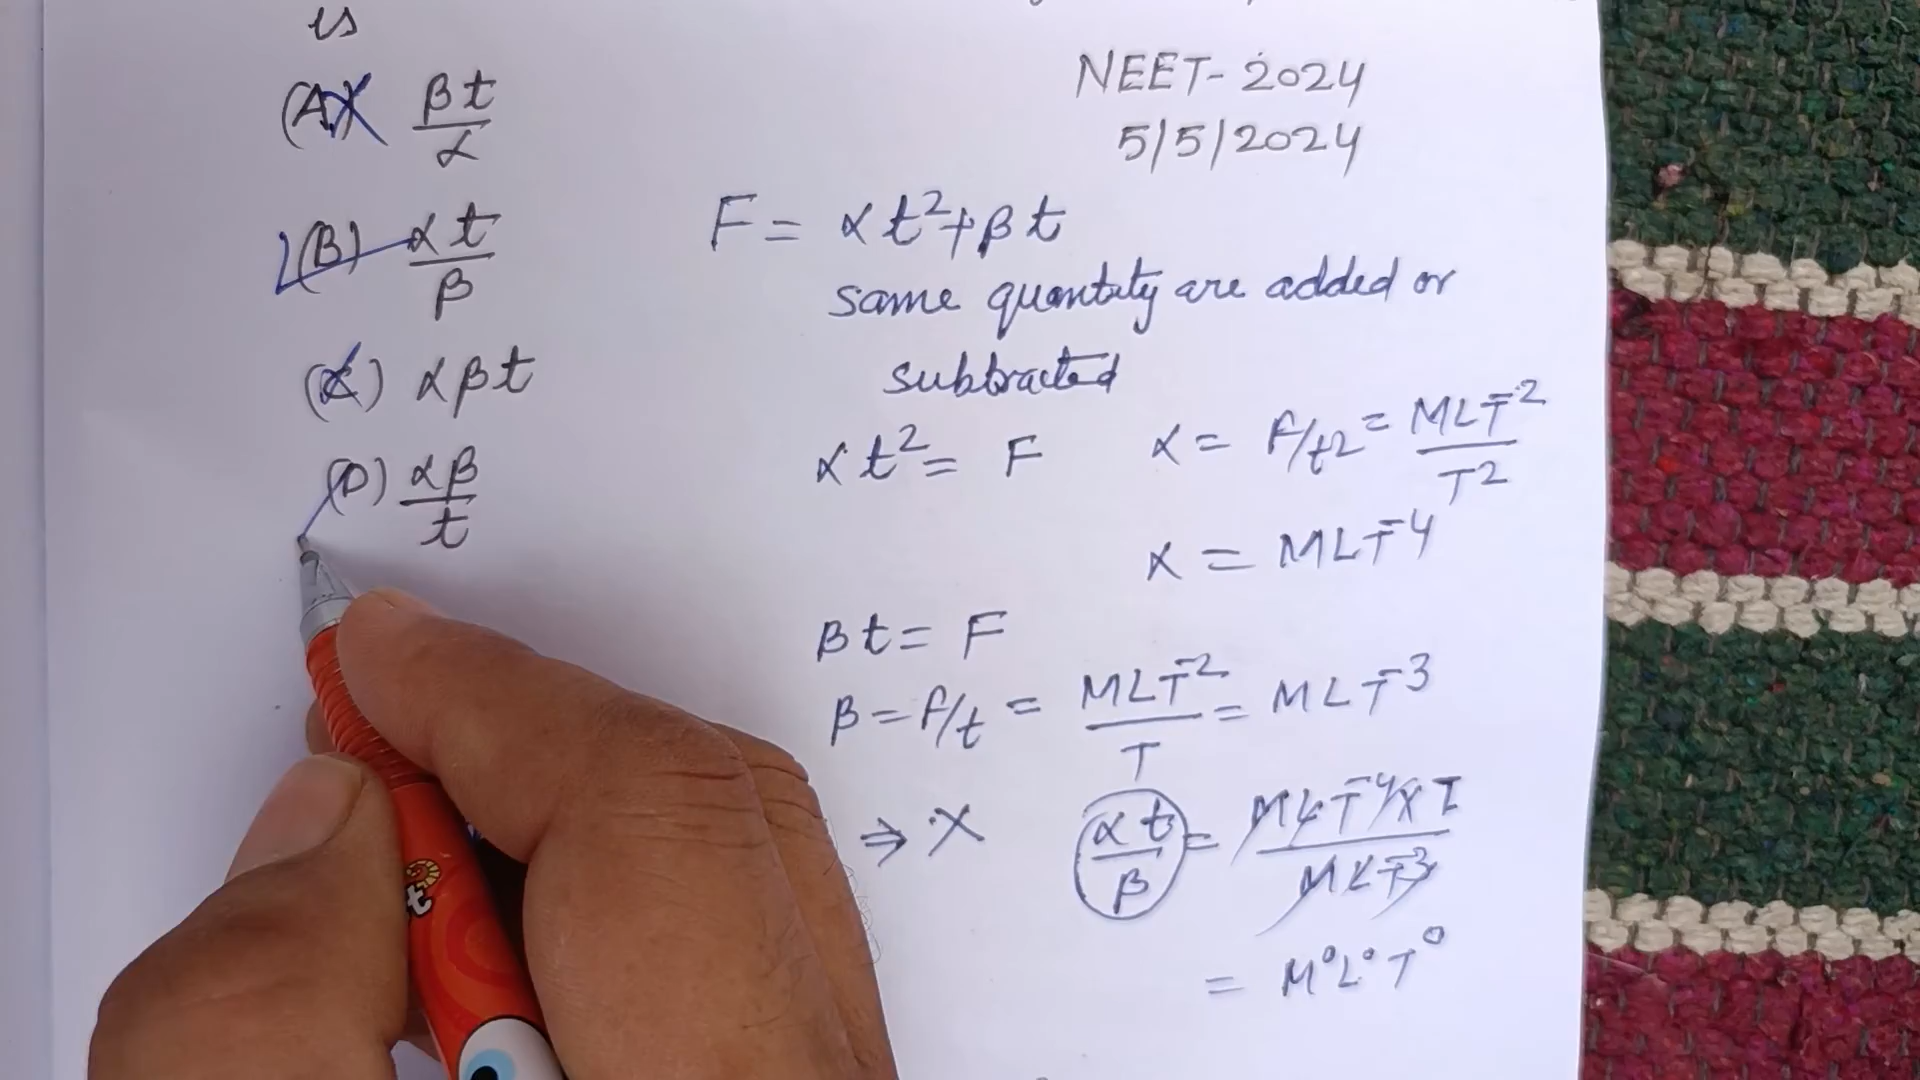 is
(A) βt/α
(B) αt/β
(C) αβt
(D) αβ/t
NEET-2024
5/5/2024
F = αt²+βt
same quantity are added or
subtracted
αt² = F α = F/t2 = MLT⁻²/T²
α = MLT⁻⁴
βt = F
β = F/t = MLT⁻²/T = MLT⁻³
⇒ X αt/β = MLT⁻⁴XT/MLT⁻³
= M⁰L⁰T⁰
t